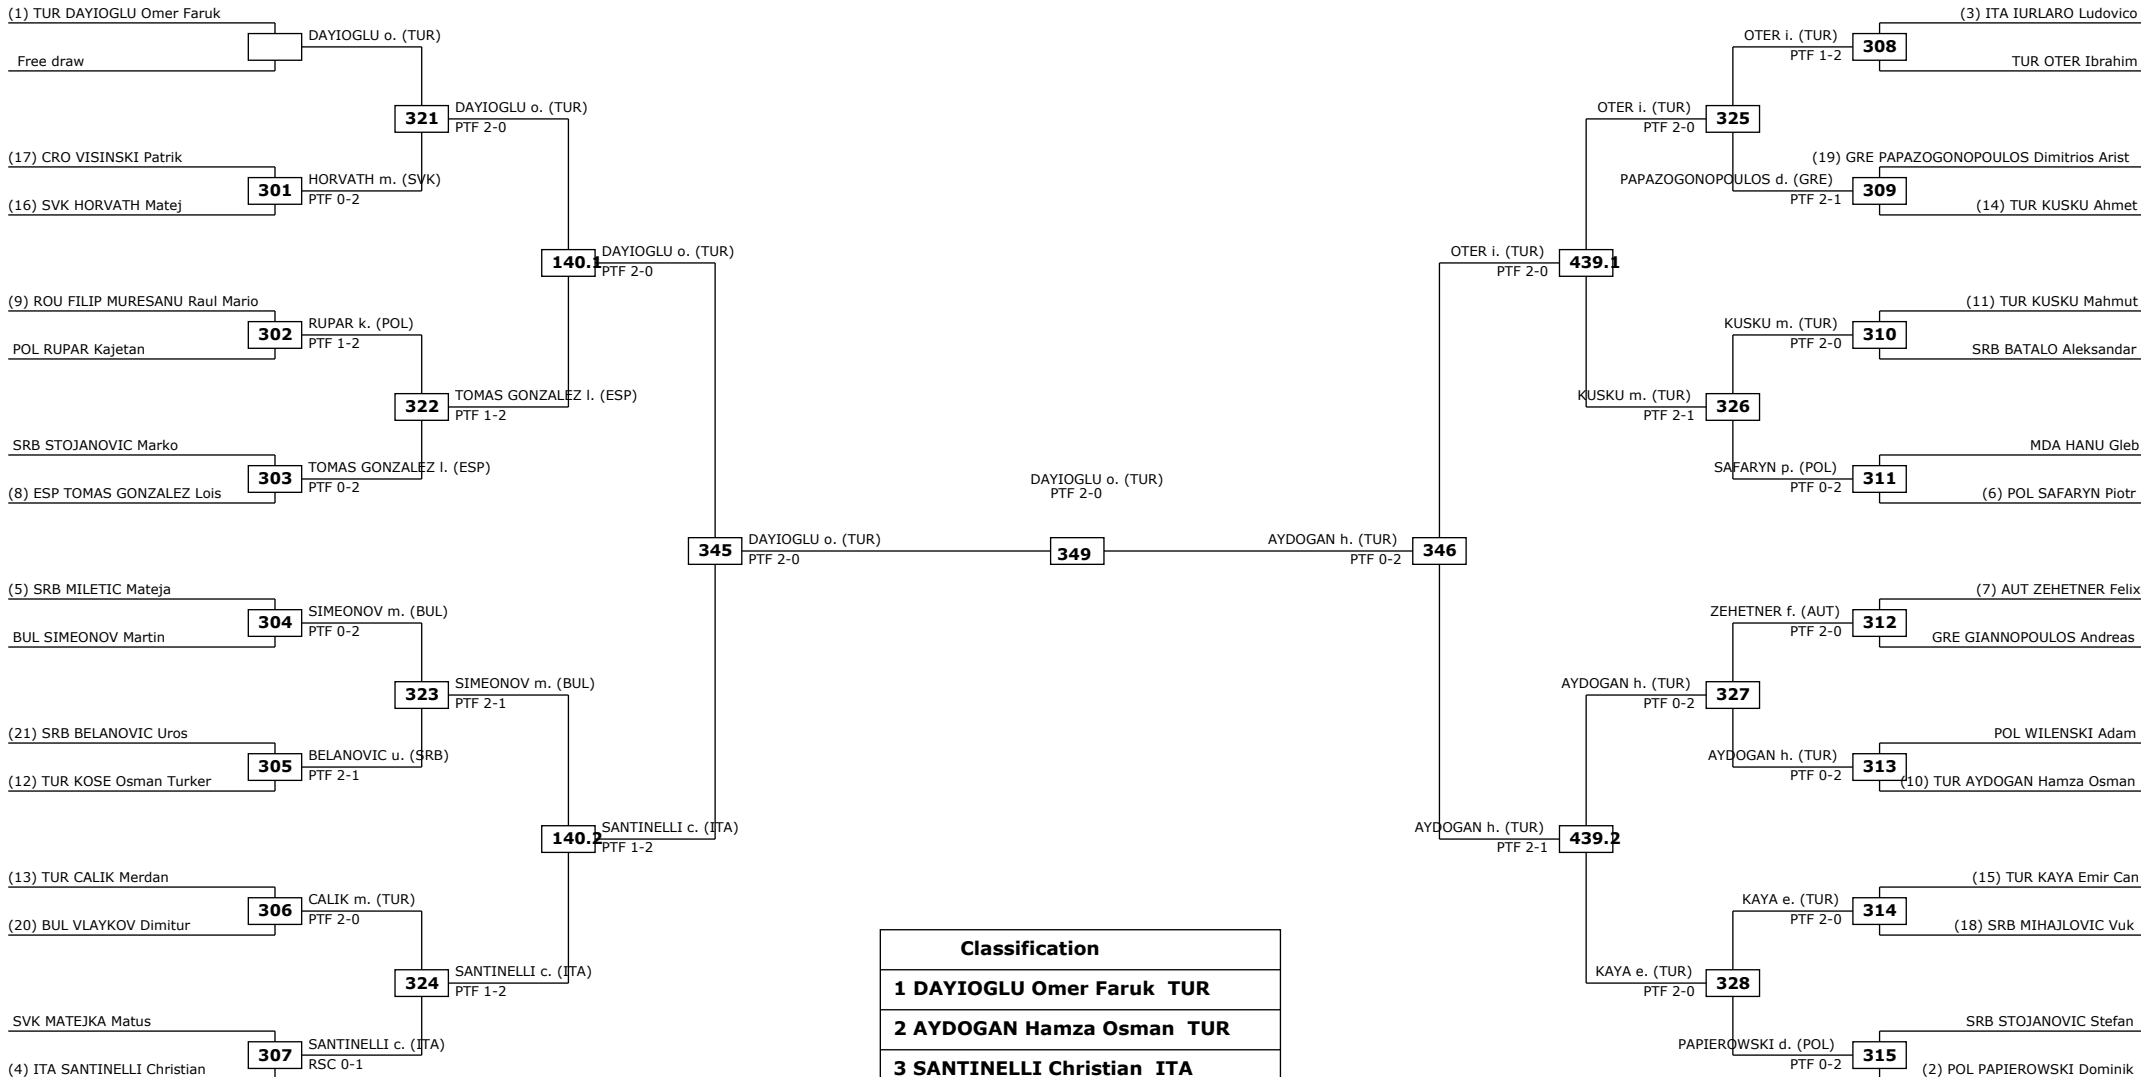 (1) TUR DAYIOGLU Omer Faruk
Free draw
DAYIOGLU o. (TUR)
321
DAYIOGLU o. (TUR)
PTF 2-0
(17) CRO VISINSKI Patrik
(16) SVK HORVATH Matej
301
HORVATH m. (SVK)
PTF 0-2
140.1
DAYIOGLU o. (TUR)
PTF 2-0
(9) ROU FILIP MURESANU Raul Mario
POL RUPAR Kajetan
302
RUPAR k. (POL)
PTF 1-2
322
TOMAS GONZALEZ l. (ESP)
PTF 1-2
SRB STOJANOVIC Marko
(8) ESP TOMAS GONZALEZ Lois
303
TOMAS GONZALEZ l. (ESP)
PTF 0-2
345
DAYIOGLU o. (TUR)
PTF 2-0
(5) SRB MILETIC Mateja
BUL SIMEONOV Martin
304
SIMEONOV m. (BUL)
PTF 0-2
323
SIMEONOV m. (BUL)
PTF 2-1
(21) SRB BELANOVIC Uros
(12) TUR KOSE Osman Turker
305
BELANOVIC u. (SRB)
PTF 2-1
140.2
SANTINELLI c. (ITA)
PTF 1-2
(13) TUR CALIK Merdan
(20) BUL VLAYKOV Dimitur
306
CALIK m. (TUR)
PTF 2-0
324
SANTINELLI c. (ITA)
PTF 1-2
SVK MATEJKA Matus
(4) ITA SANTINELLI Christian
307
SANTINELLI c. (ITA)
RSC 0-1
DAYIOGLU o. (TUR)
PTF 2-0
349
Classification
1 DAYIOGLU Omer Faruk TUR
2 AYDOGAN Hamza Osman TUR
3 SANTINELLI Christian ITA
(3) ITA IURLARO Ludovico
TUR OTER Ibrahim
308
OTER i. (TUR)
PTF 1-2
325
OTER i. (TUR)
PTF 2-0
(19) GRE PAPAZOGONOPOULOS Dimitrios Arist
(14) TUR KUSKU Ahmet
309
PAPAZOGONOPOULOS d. (GRE)
PTF 2-1
439.1
OTER i. (TUR)
PTF 2-0
(11) TUR KUSKU Mahmut
SRB BATALO Aleksandar
310
KUSKU m. (TUR)
PTF 2-0
326
KUSKU m. (TUR)
PTF 2-1
MDA HANU Gleb
(6) POL SAFARYN Piotr
311
SAFARYN p. (POL)
PTF 0-2
346
AYDOGAN h. (TUR)
PTF 0-2
(7) AUT ZEHETNER Felix
GRE GIANNOPOULOS Andreas
312
ZEHETNER f. (AUT)
PTF 2-0
327
AYDOGAN h. (TUR)
PTF 0-2
POL WILENSKI Adam
(10) TUR AYDOGAN Hamza Osman
313
AYDOGAN h. (TUR)
PTF 0-2
439.2
AYDOGAN h. (TUR)
PTF 2-1
(15) TUR KAYA Emir Can
(18) SRB MIHAJLOVIC Vuk
314
KAYA e. (TUR)
PTF 2-0
328
KAYA e. (TUR)
PTF 2-0
SRB STOJANOVIC Stefan
(2) POL PAPIEROWSKI Dominik
315
PAPIEROWSKI d. (POL)
PTF 0-2